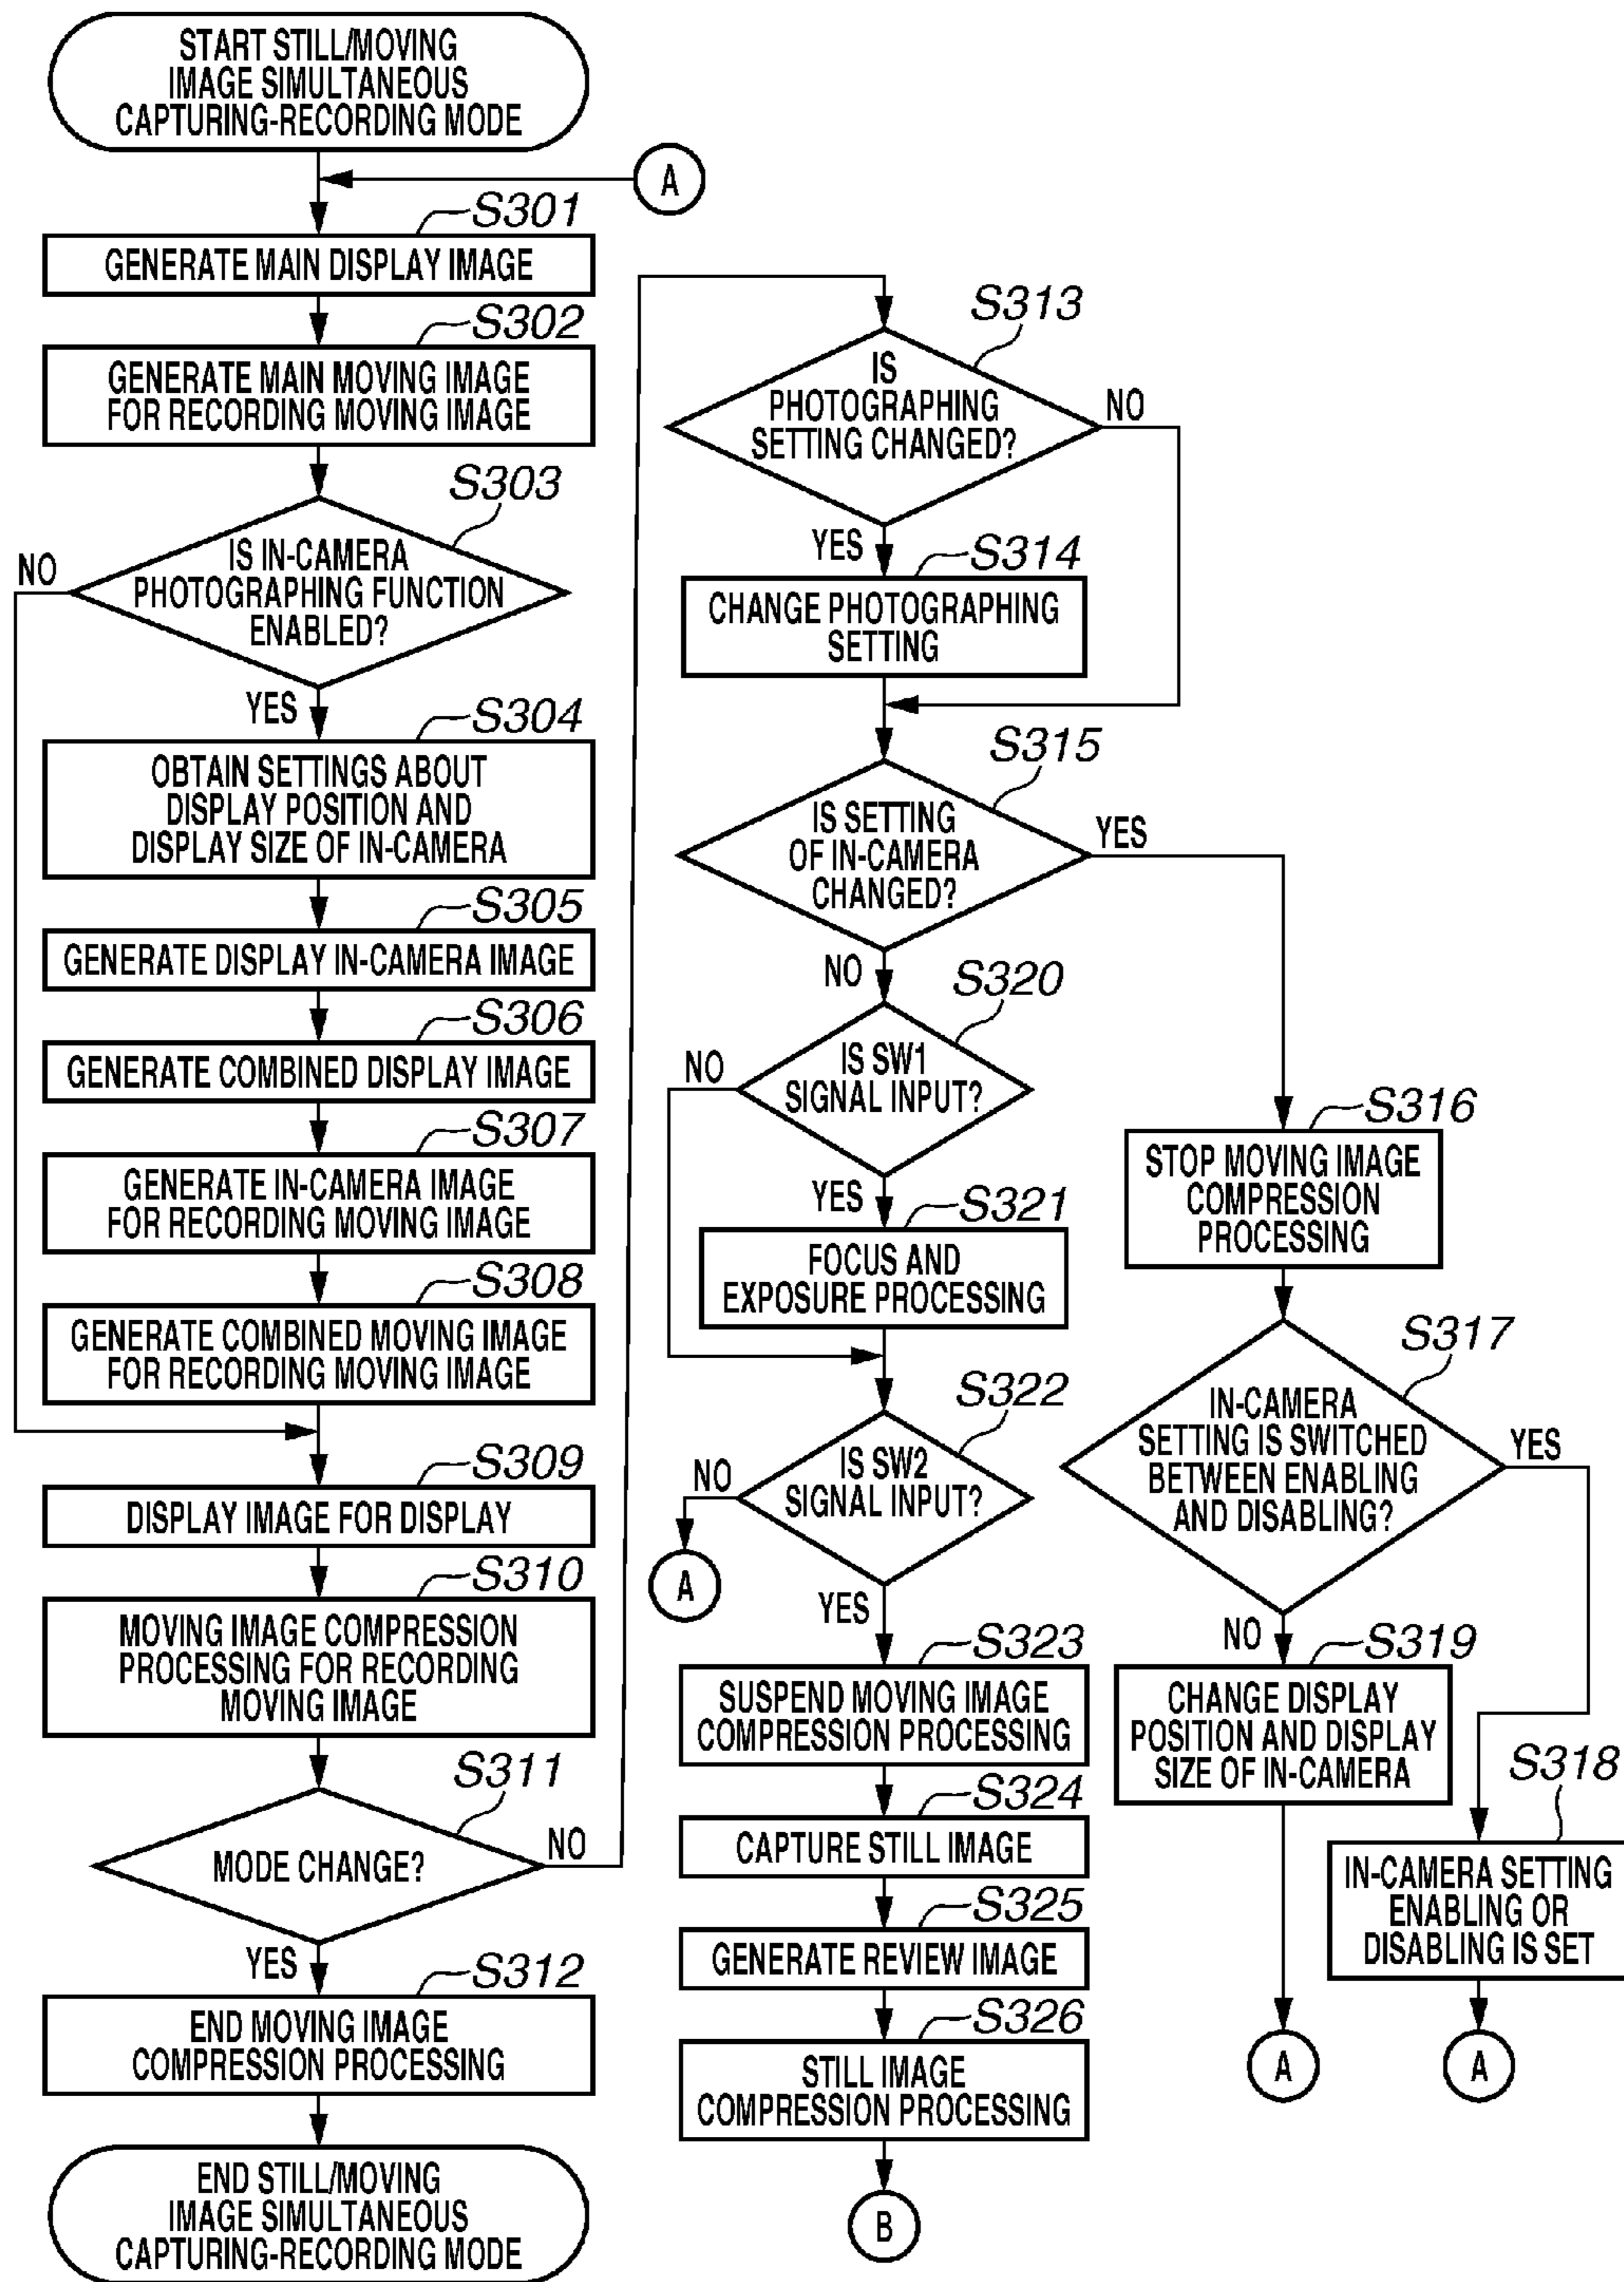 START STILL/MOVING
IMAGE SIMULTANEOUS
CAPTURING-RECORDING MODE
A
S301
GENERATE MAIN DISPLAY IMAGE
S302
GENERATE MAIN MOVING IMAGE
FOR RECORDING MOVING IMAGE
S303
IS IN-CAMERA
PHOTOGRAPHING FUNCTION
ENABLED?
NO
YES
S304
OBTAIN SETTINGS ABOUT
DISPLAY POSITION AND
DISPLAY SIZE OF IN-CAMERA
S305
GENERATE DISPLAY IN-CAMERA IMAGE
S306
GENERATE COMBINED DISPLAY IMAGE
S307
GENERATE IN-CAMERA IMAGE
FOR RECORDING MOVING IMAGE
S308
GENERATE COMBINED MOVING IMAGE
FOR RECORDING MOVING IMAGE
S309
DISPLAY IMAGE FOR DISPLAY
S310
MOVING IMAGE COMPRESSION
PROCESSING FOR RECORDING
MOVING IMAGE
S311
MODE CHANGE?
NO
YES
S312
END MOVING IMAGE
COMPRESSION PROCESSING
END STILL/MOVING
IMAGE SIMULTANEOUS
CAPTURING-RECORDING MODE
S313
IS
PHOTOGRAPHING
SETTING CHANGED?
NO
YES
S314
CHANGE PHOTOGRAPHING
SETTING
S315
IS SETTING
OF IN-CAMERA
CHANGED?
YES
NO
S320
IS SW1
SIGNAL INPUT?
NO
YES
S321
FOCUS AND
EXPOSURE PROCESSING
S322
IS SW2
SIGNAL INPUT?
NO
A
YES
S323
SUSPEND MOVING IMAGE
COMPRESSION PROCESSING
S324
CAPTURE STILL IMAGE
S325
GENERATE REVIEW IMAGE
S326
STILL IMAGE
COMPRESSION PROCESSING
B
S316
STOP MOVING IMAGE
COMPRESSION
PROCESSING
S317
IN-CAMERA
SETTING IS SWITCHED
BETWEEN ENABLING
AND DISABLING?
YES
NO
S319
CHANGE DISPLAY
POSITION AND DISPLAY
SIZE OF IN-CAMERA
A
S318
IN-CAMERA SETTING
ENABLING OR
DISABLING IS SET
A